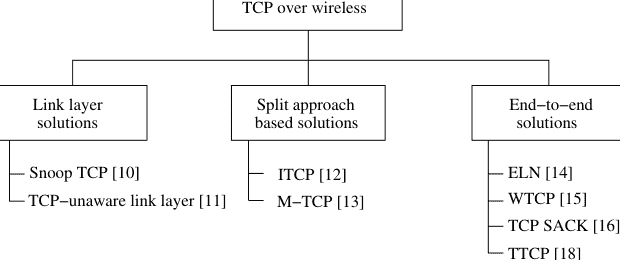 TCP over wireless
Link layer
solutions
Split approach
based solutions
End−to−end
solutions
Snoop TCP [10]
TCP−unaware link layer [11]
ITCP [12]
M−TCP [13]
ELN [14]
WTCP [15]
TCP SACK [16]
TTCP [18]